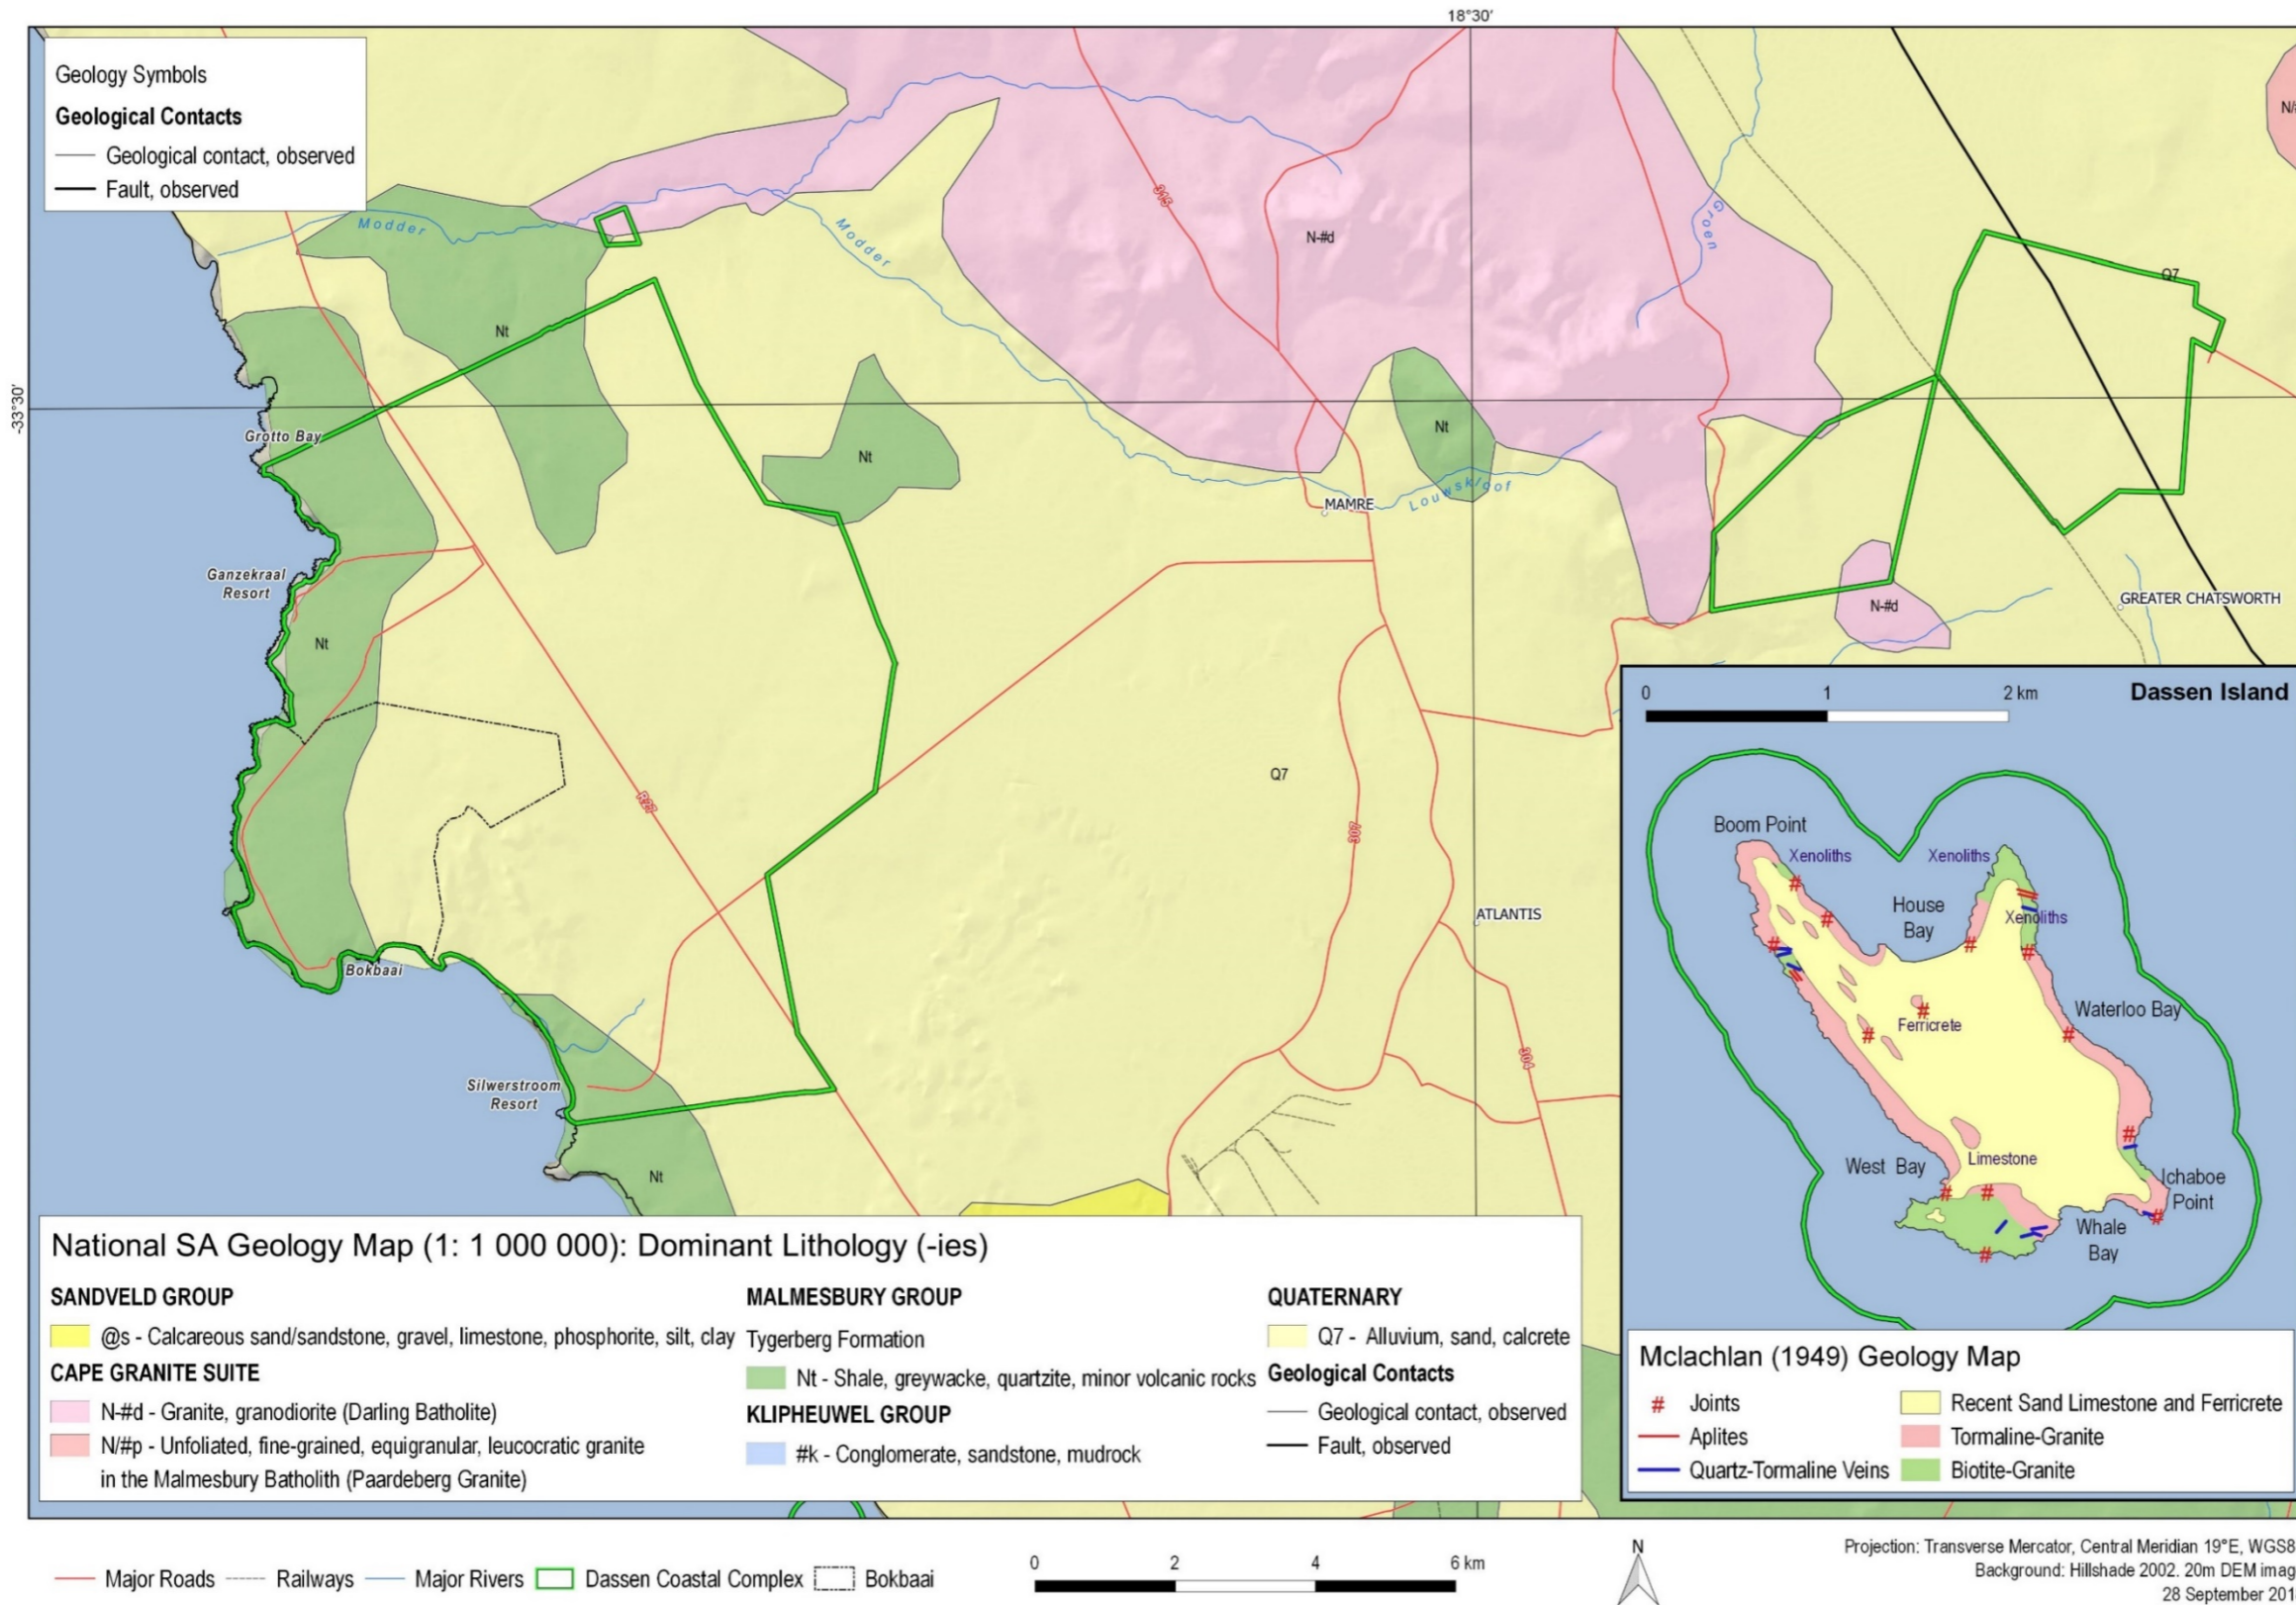 18°30'
Geology Symbols
Geological Contacts
Geological contact, observed
Fault, observed
N/
Modder
Modder
315
N-#d
Groen
Q7
Nt
-33°30'
Grotto Bay
Nt
Nt
MAMRE
Louwskloof
Ganzekraal
Resort
N-#d
GREATER CHATSWORTH
Nt
R27
Q7
307
ATLANTIS
Bokbaai
304
Silwerstroom
Resort
Nt
0 1 2 km
Dassen Island
Boom Point
Xenoliths
Xenoliths
House
Bay
Xenoliths
Waterloo Bay
Ferricrete
West Bay
Limestone
Ichaboe
Point
Whale
Bay
Mclachlan (1949) Geology Map
# Joints
Aplites
Quartz-Tormaline Veins
Recent Sand Limestone and Ferricrete
Tormaline-Granite
Biotite-Granite
National SA Geology Map (1: 1 000 000): Dominant Lithology (-ies)
SANDVELD GROUP
@s - Calcareous sand/sandstone, gravel, limestone, phosphorite, silt, clay
CAPE GRANITE SUITE
N-#d - Granite, granodiorite (Darling Batholite)
N/#p - Unfoliated, fine-grained, equigranular, leucocratic granite
in the Malmesbury Batholith (Paardeberg Granite)
MALMESBURY GROUP
Tygerberg Formation
Nt - Shale, greywacke, quartzite, minor volcanic rocks
KLIPHEUWEL GROUP
#k - Conglomerate, sandstone, mudrock
QUATERNARY
Q7 - Alluvium, sand, calcrete
Geological Contacts
Geological contact, observed
Fault, observed
Major Roads
Railways
Major Rivers
Dassen Coastal Complex
Bokbaai
0 2 4 6 km
N
Projection: Transverse Mercator, Central Meridian 19°E, WGS8
Background: Hillshade 2002. 20m DEM imag
28 September 201